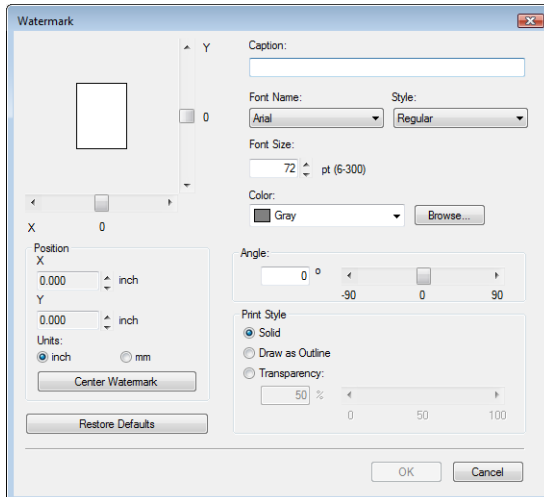 Watermark
Y
0
X 0
Position
X
0.000 inch
Y
0.000 inch
Units:
inch mm
Center Watermark
Restore Defaults
Caption:
Font Name: Style:
Arial Regular
Font Size:
72 pt (6-300)
Color:
Gray Browse...
Angle:
0 °
-90 0 90
Print Style
Solid
Draw as Outline
Transparency:
50 %
0 50 100
OK Cancel